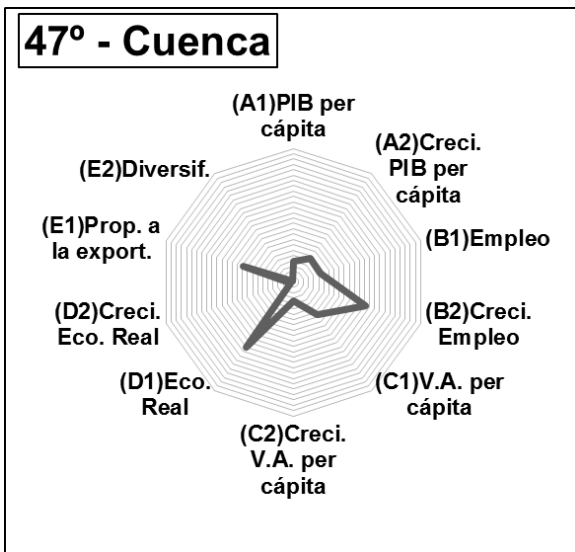 47º - Cuenca
(A1)PIB per
cápita
(A2)Creci.
PIB per
cápita
(B1)Empleo
(B2)Creci.
Empleo
(C1)V.A. per
cápita
(C2)Creci.
V.A. per
cápita
(D1)Eco.
Real
(D2)Creci.
Eco. Real
(E1)Prop. a
la export.
(E2)Diversif.